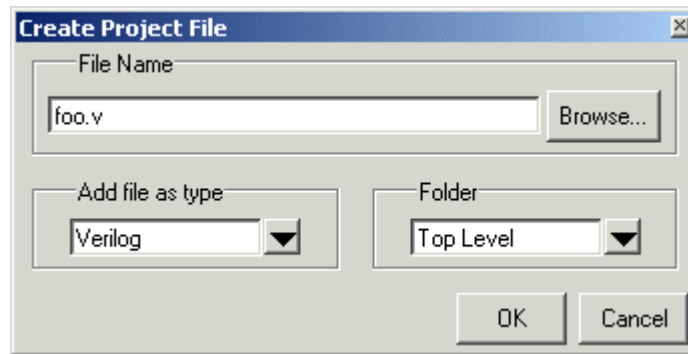 Create Project File
File Name
foo.v
Browse...
Add file as type
Folder
Verilog
Top Level
OK
Cancel